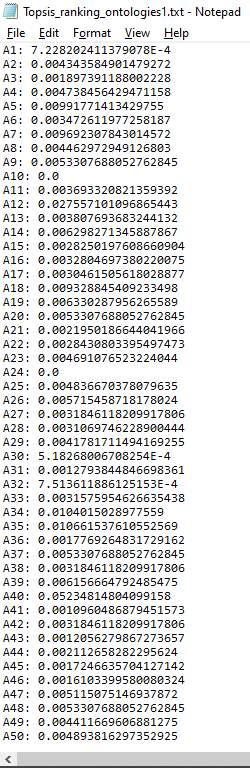 Topsis_ranking_ontologies1.txt - Notepad
File Edit Format View Help
A1: 7.228202411379078E-4
A2: 0.004343584901479272
A3: 0.001897391188002228
A4: 0.004738456429471158
A5: 0.00991771413429755
A6: 0.003472611977258187
A7: 0.009692307843014572
A8: 0.004462972949126803
A9: 0.0053307688052762845
A10: 0.0
A11: 0.003693320821359392
A12: 0.027557101096865443
A13: 0.003807693683244132
A14: 0.006298271345887867
A15: 0.0028250197608660904
A16: 0.0032804697380220075
A17: 0.0030461505618028877
A18: 0.009328845409233498
A19: 0.006330287956265589
A20: 0.0053307688052762845
A21: 0.0021950186644041966
A22: 0.0028430803395497473
A23: 0.004691076523224044
A24: 0.0
A25: 0.004836670378079635
A26: 0.005715458718178024
A27: 0.0031846118209917806
A28: 0.0031069746228900444
A29: 0.0041781711494169255
A30: 5.18268006708254E-4
A31: 0.0012793844846698361
A32: 7.513611886125153E-4
A33: 0.0031575954626635438
A34: 0.0104015028977559
A35: 0.010661537610552569
A36: 0.0017769264831729162
A37: 0.0053307688052762845
A38: 0.0031846118209917806
A39: 0.006156664792485475
A40: 0.05234814804099158
A41: 0.0010960486879451573
A42: 0.0031846118209917806
A43: 0.0012056279867273657
A44: 0.002112658282295624
A45: 0.0017246635704127142
A46: 0.0016103399580080324
A47: 0.005115075146937872
A48: 0.0053307688052762845
A49: 0.004411669606881275
A50: 0.004893816297352925